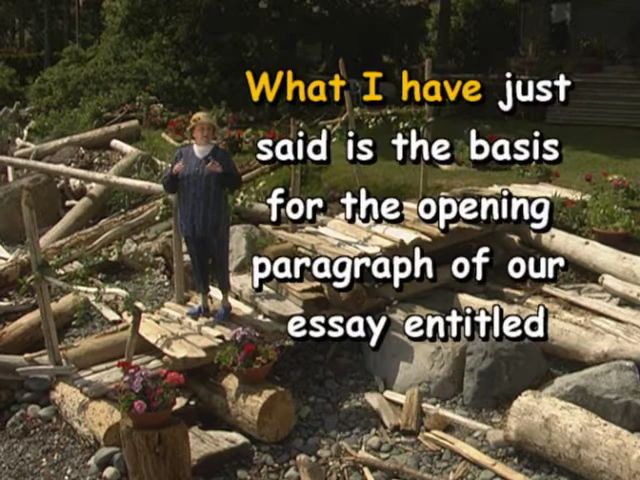 What I have just
said is the basis
for the opening
paragraph of our
essay entitled